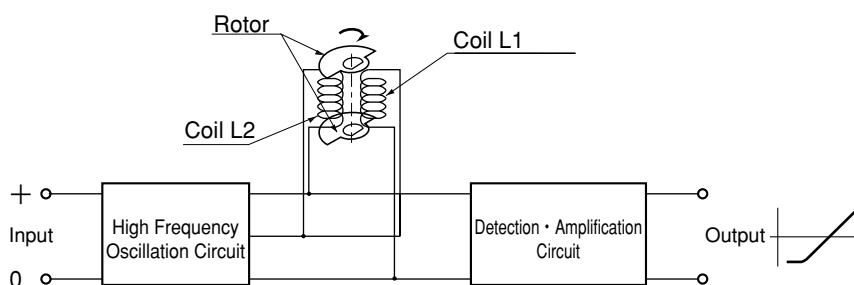 Rotor
Coil L1
Coil L2
+
High Frequency
Oscillation Circuit
Detection・Amplification
Circuit
Input
Output
0